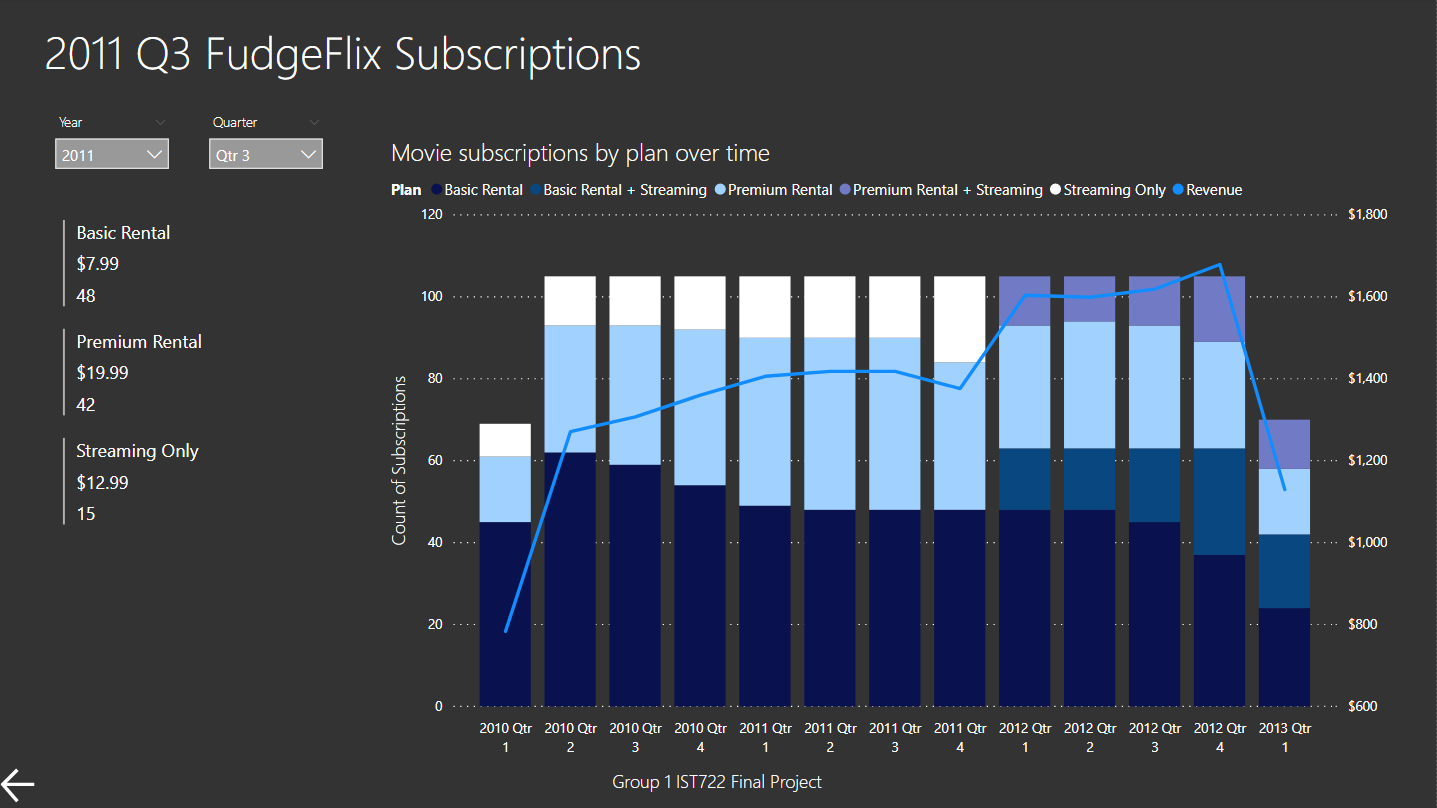 2011 Q3 FudgeFlix Subscriptions
Year
Quarter
2011
Qtr 3
Basic Rental
$7.99
48
Premium Rental
$19.99
42
Streaming Only
$12.99
15
Movie subscriptions by plan over time
Plan Basic Rental Basic Rental + Streaming Premium Rental Premium Rental + Streaming Streaming Only Revenue
120
100
80
60
40
20
0
Count of Subscriptions
$1,800
$1,600
$1,400
$1,200
$1,000
$800
$600
2010 Qtr
1
2010 Qtr
2
2010 Qtr
3
2010 Qtr
4
2011 Qtr
1
2011 Qtr
2
2011 Qtr
3
2011 Qtr
4
2012 Qtr
1
2012 Qtr
2
2012 Qtr
3
2012 Qtr
4
2013 Qtr
1
Group 1 IST722 Final Project